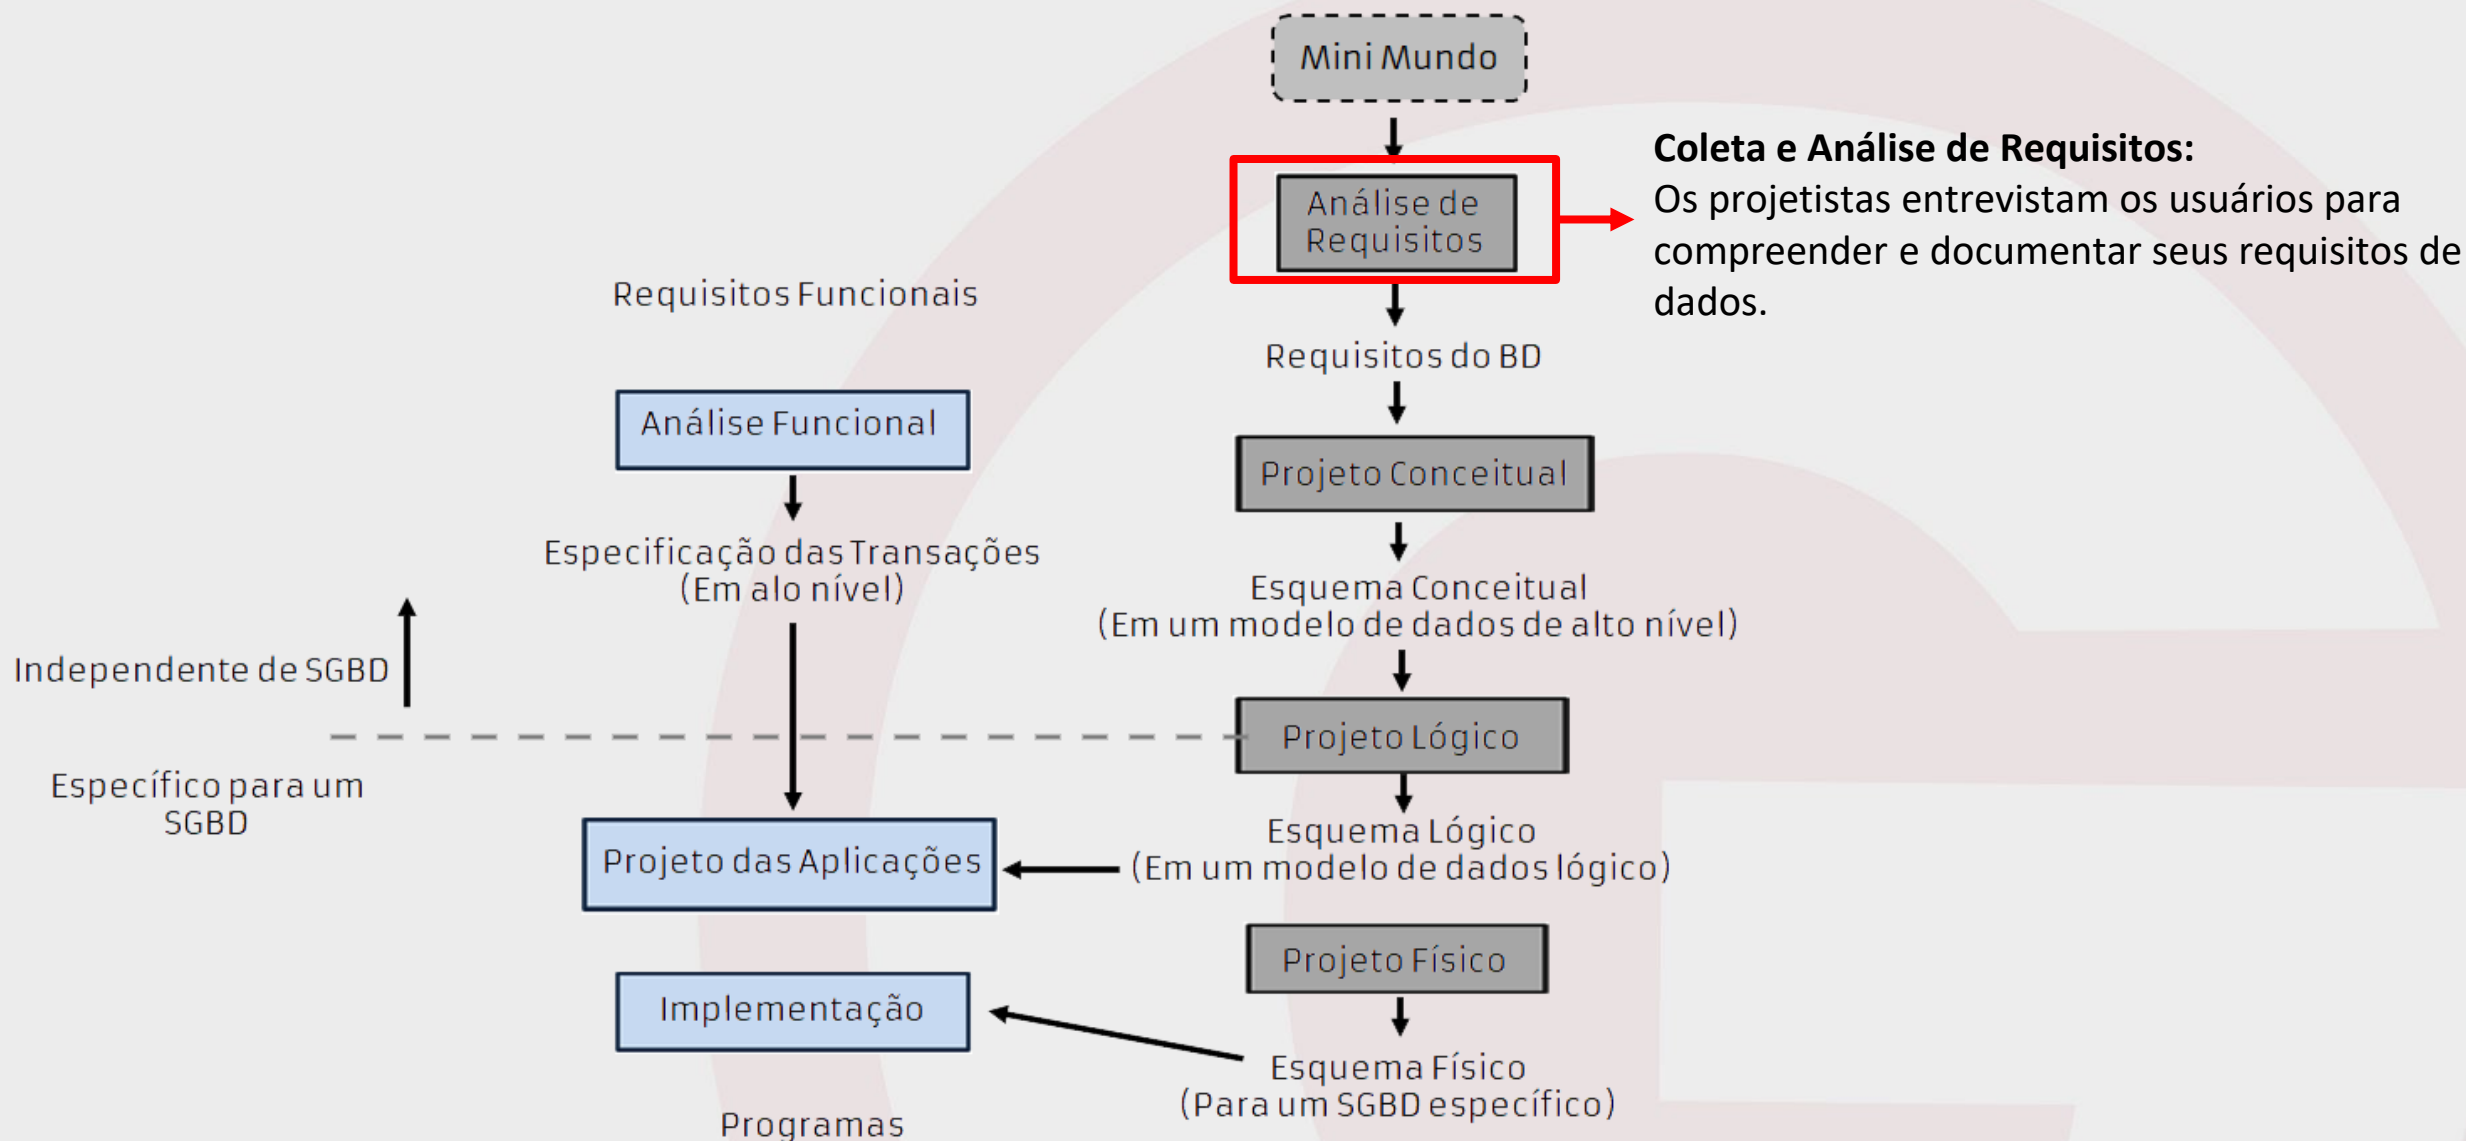 Mini Mundo
Coleta e Análise de Requisitos:
Os projetistas entrevistam os usuários para
compreender e documentar seus requisitos de
dados.
Análise de
Requisitos
Requisitos Funcionais
Requisitos do BD
Análise Funcional
Projeto Conceitual
Especificação das Transações
(Em alo nível)
Esquema Conceitual
(Em um modelo de dados de alto nível)
Independente de SGBD
Projeto Lógico
Específico para um
SGBD
Esquema Lógico
(Em um modelo de dados lógico)
Projeto das Aplicações
Projeto Físico
Implementação
Esquema Físico
(Para um SGBD específico)
Programas